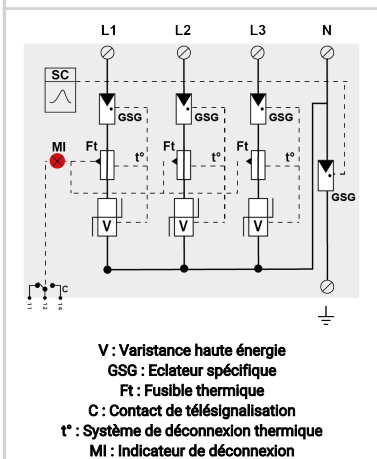 L1 L2 L3 N
SC
GSG GSG GSG
MI Ft Ft Ft
t° t° t°
GSG
V V V
C
11 12 14
V : Varistance haute énergie
GSG : Eclateur spécifique
Ft : Fusible thermique
C : Contact de télésignalisation
t° : Système de déconnexion thermique
MI : Indicateur de déconnexion